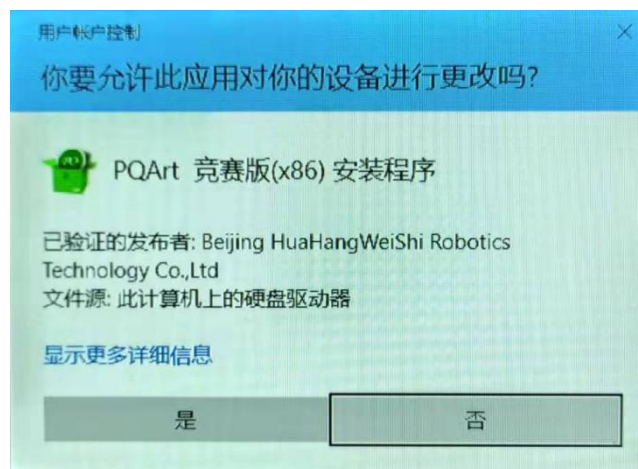 用户帐户控制
你要允许此应用对你的设备进行更改吗?
PQArt 竞赛版(x86) 安装程序
已验证的发布者: Beijing HuaHangWeiShi Robotics
Technology Co.,Ltd
文件源: 此计算机上的硬盘驱动器
显示更多详细信息
是
否